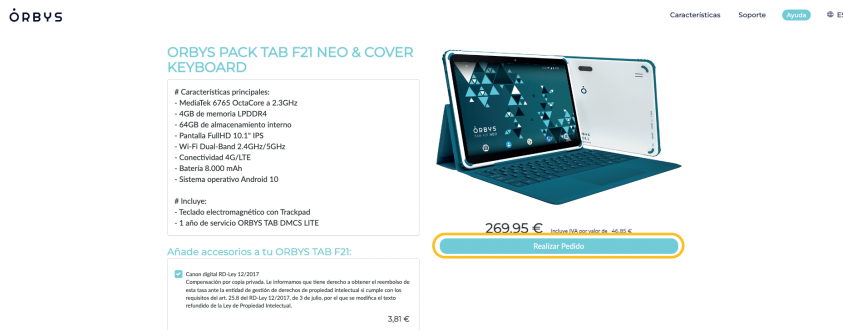 ÒRBYS
Características Soporte Ayuda
ORBYS PACK TAB F21 NEO & COVER
KEYBOARD
# Características principales:
- MediaTek 6765 OctaCore a 2.3GHz
- 4GB de memoria LPDDR4
- 64GB de almacenamiento interno
- Pantalla FullHD 10.1" IPS
- Wi-Fi Dual-Band 2.4GHz/5GHz
- Conectividad 4G/LTE
- Batería 8.000 mAh
- Sistema operativo Android 10
# Incluye:
- Teclado electromagnético con Trackpad
- 1 año de servicio ORBYS TAB DMCS LITE
ÒRBYS
269.95 € Incluye IVA por valor de 46.85 €
Realizar Pedido
Añade accesorios a tu ORBYS TAB F21:
Canon digital RD-Ley 12/2017
Compensación por copia privada. Le informamos que tiene derecho a obtener el reembolso de
esta tasa ante la entidad de gestión de derechos de propiedad intelectual si cumple con los
requisitos del art. 25.8 del RD-Ley 12/2017, de 3 de julio, por el que se modifica el texto
refundido de la Ley de Propiedad Intelectual.
3,81 €